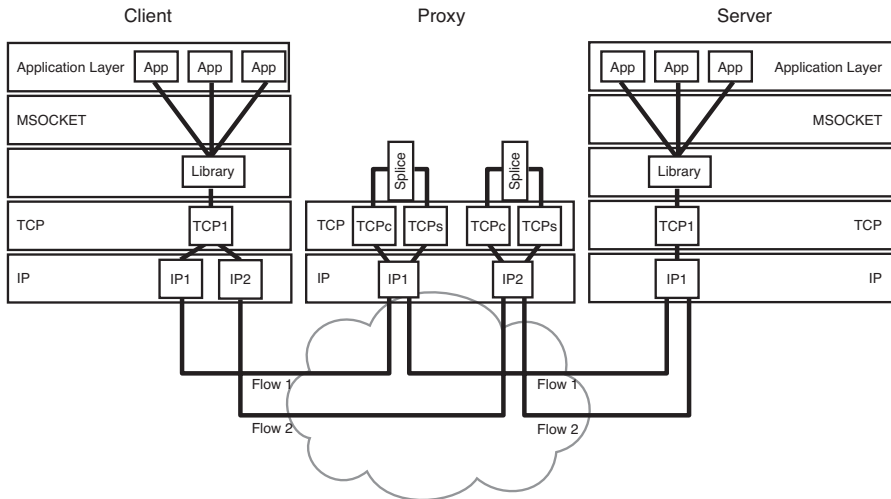 Client
Proxy
Server
Application Layer App App App
App App App Application Layer
MSOCKET
MSOCKET
Library
Splice
Splice
Library
TCP TCP1
TCP TCPc TCPs TCPc TCPs
TCP1 TCP
IP IP1 IP2
IP IP1 IP2
IP1 IP
Flow 1
Flow 1
Flow 2
Flow 2